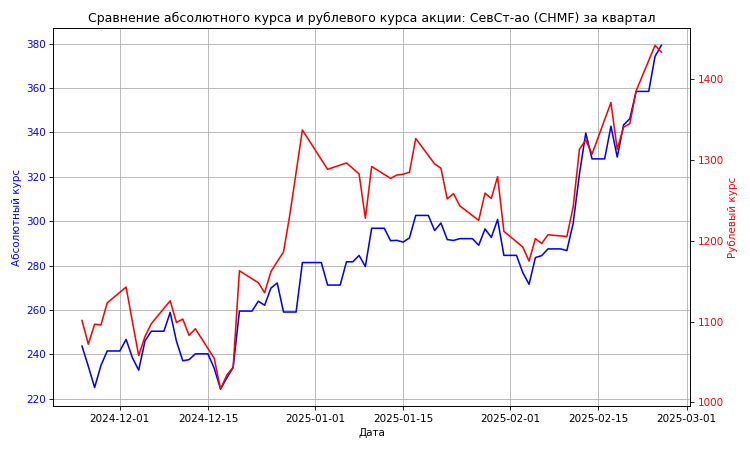 Сравнение абсолютного курса и рублевого курса акции: СевСт-ао (CHMF) за квартал
380
360
340
320
300
280
260
240
220
Абсолютный курс
1400
1300
1200
1100
1000
Рублевый курс
2024-12-01 2024-12-15 2025-01-01 2025-01-15 2025-02-01 2025-02-15 2025-03-01
Дата